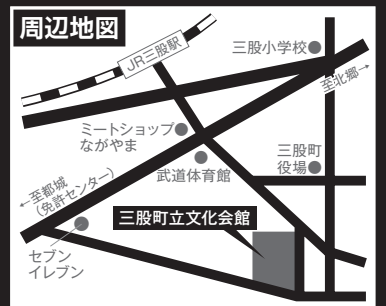 周辺地図
JR三股駅
三股小学校
至北郷→
ミートショップ
ながやま
武道体育館
三股町
役場
←至都城
(免許センター)
三股町立文化会館
セブン
イレブン